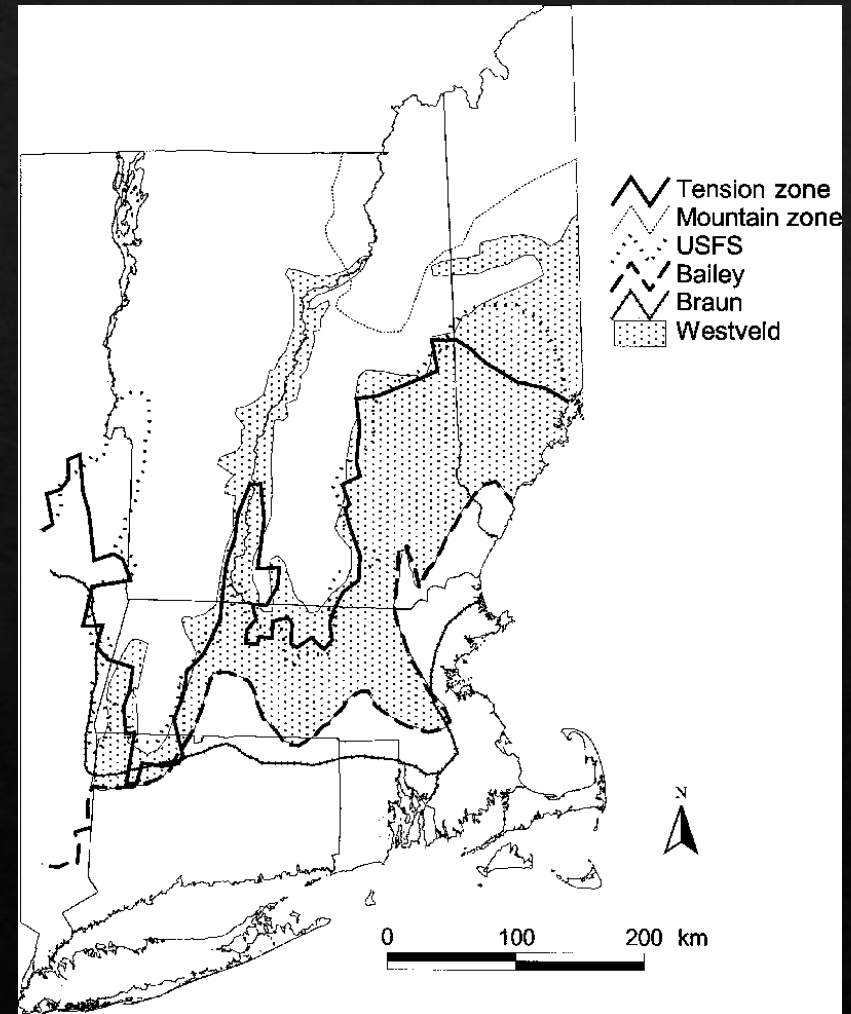 Tension zone
Mountain zone
USFS
Bailey
Braun
Westveld
N
0 100 200 km